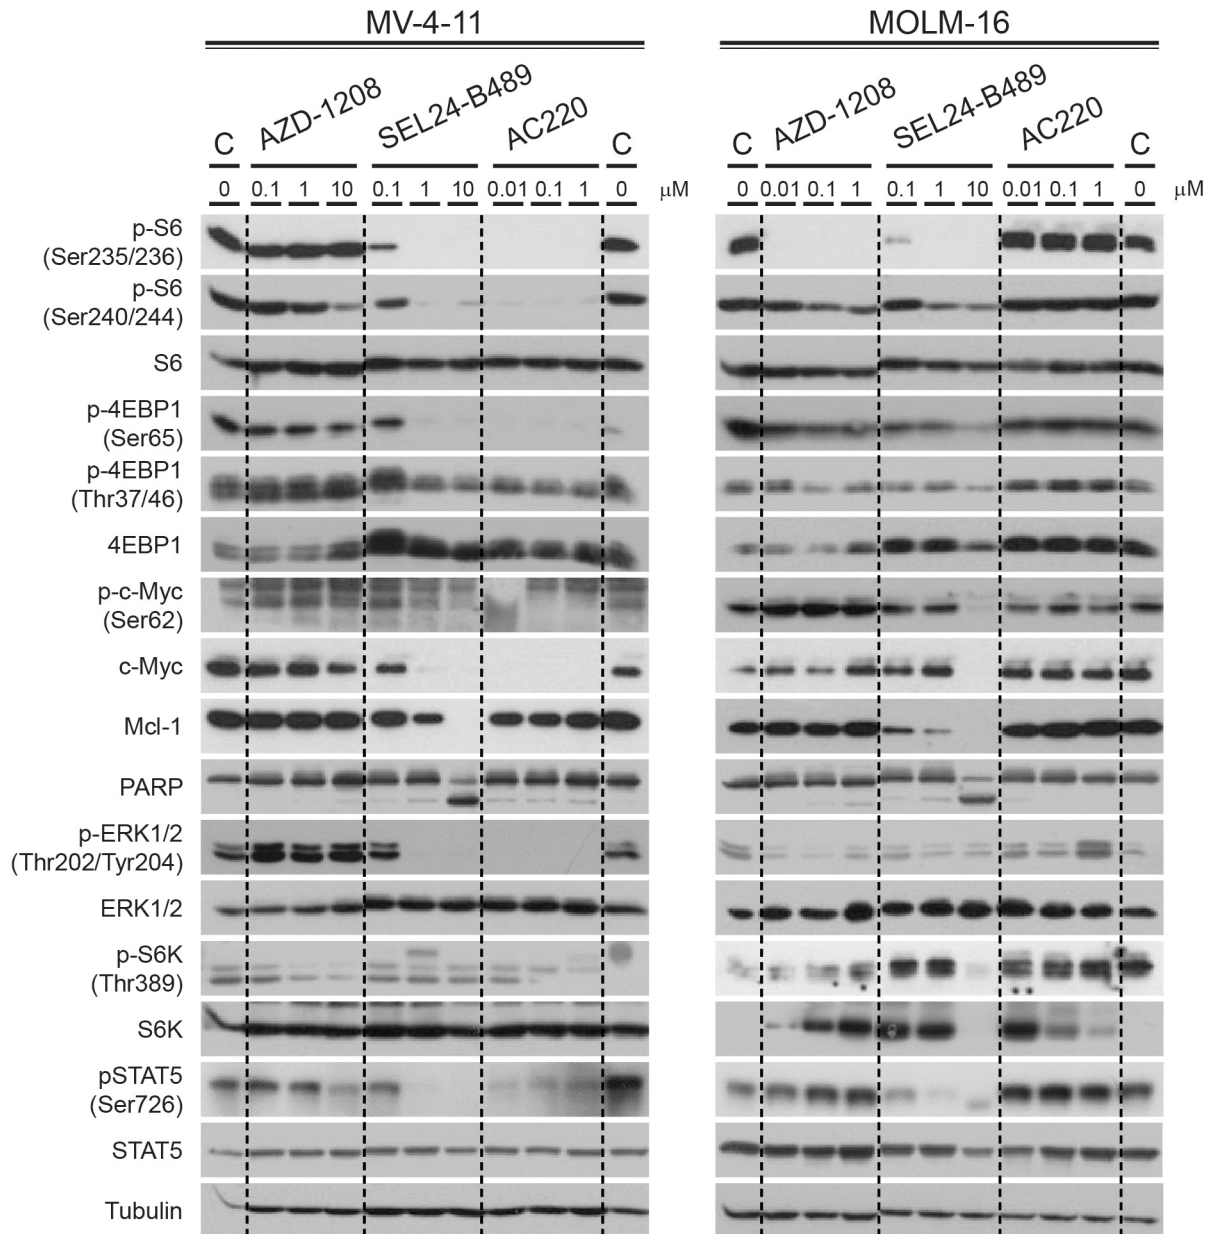 MV-4-11 MOLM-16
AZD-1208 SEL24-B489 AC220 AZD-1208 SEL24-B489 AC220
C C C C
0 0.1 1 10 0.1 1 10 0.01 0.1 1 0 μM 0 0.01 0.1 1 0.1 1 10 0.01 0.1 1 0 μM
p-S6
(Ser235/236)
p-S6
(Ser240/244)
S6
p-4EBP1
(Ser65)
p-4EBP1
(Thr37/46)
4EBP1
p-c-Myc
(Ser62)
c-Myc
Mcl-1
PARP
p-ERK1/2
(Thr202/Tyr204)
ERK1/2
p-S6K
(Thr389)
S6K
pSTAT5
(Ser726)
STAT5
Tubulin